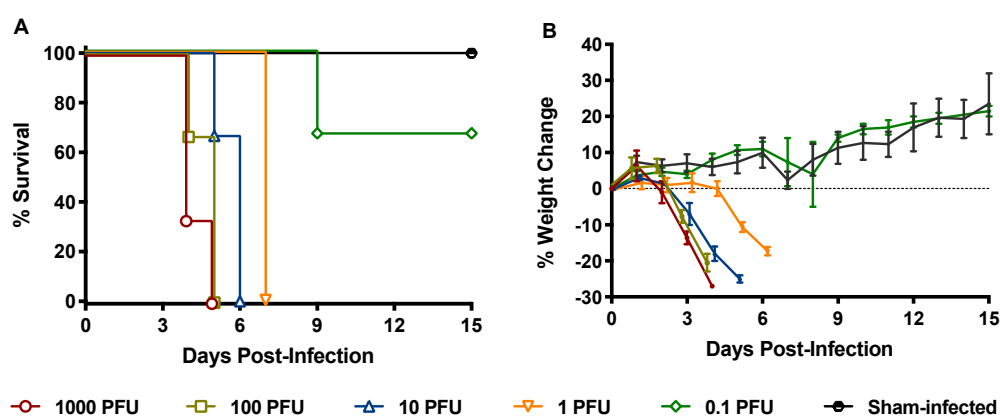 A
% Survival
100
80
60
40
20
0
0 3 6 9 12 15
Days Post-Infection
B
% Weight Change
40
30
20
10
0
-10
-20
-30
0 3 6 9 12 15
Days Post-Infection
1000 PFU 100 PFU 10 PFU 1 PFU 0.1 PFU Sham-infected